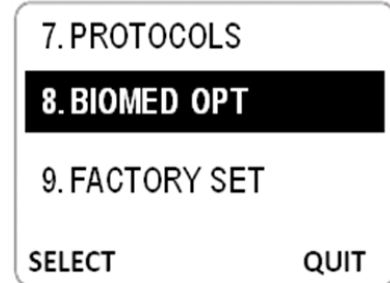 7. PROTOCOLS
8. BIOMED OPT
9. FACTORY SET
SELECT QUIT